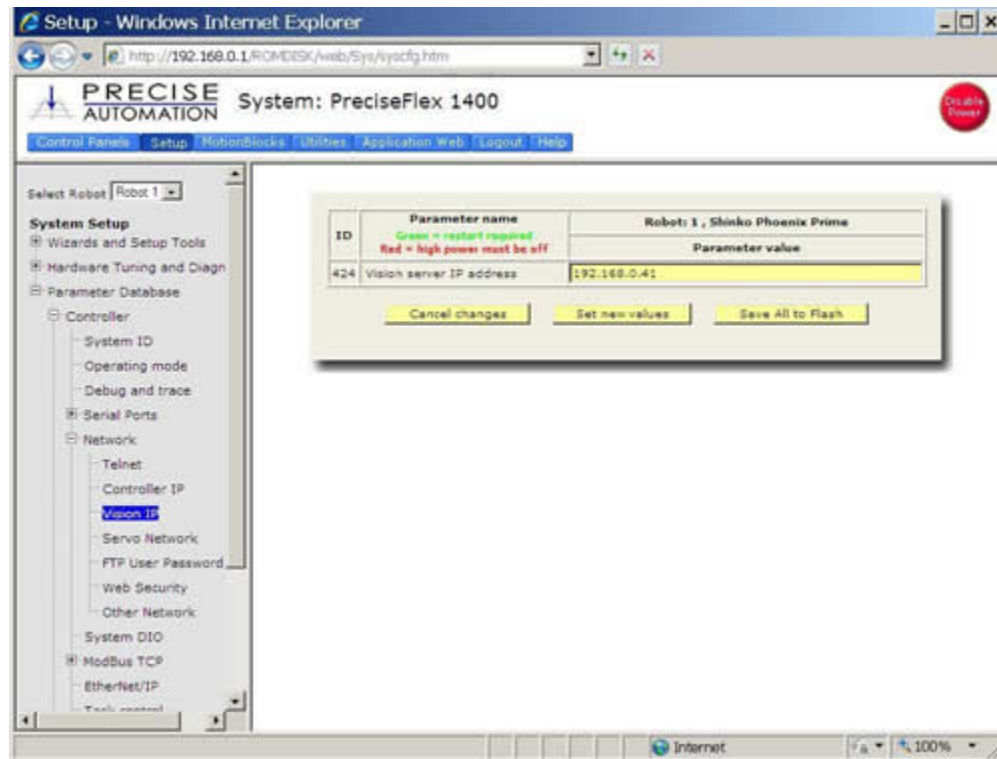 Setup - Windows Internet Explorer
http://192.168.0.1/ROMDISK/web/Sys/syscfg.htm
PRECISE AUTOMATION
System: PreciseFlex 1400
Disable Power
Control Panels Setup MotionBlocks Utilities Application Web Logout Help
Select Robot Robot 1
System Setup
Wizards and Setup Tools
Hardware Tuning and Diagn
Parameter Database
Controller
System ID
Operating mode
Debug and trace
Serial Ports
Network
Telnet
Controller IP
Vision IP
Servo Network
FTP User Password
Web Security
Other Network
System DIO
ModBus TCP
EtherNet/IP
Task control
ID
Parameter name
Green = restart required
Red = high power must be off
Robot: 1 , Shinko Phoenix Prime
Parameter value
424 Vision server IP address 192.168.0.41
Cancel changes Set new values Save All to Flash
Internet
100%